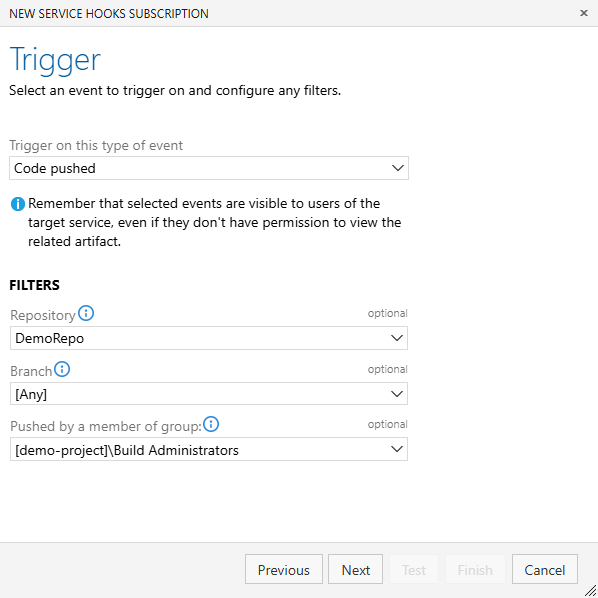 NEW SERVICE HOOKS SUBSCRIPTION
Trigger
Select an event to trigger on and configure any filters.
Trigger on this type of event
Code pushed
Remember that selected events are visible to users of the
target service, even if they don't have permission to view the
related artifact.
FILTERS
Repository optional
DemoRepo
Branch optional
[Any]
Pushed by a member of group: optional
[demo-project]\Build Administrators
Previous Next Test Finish Cancel